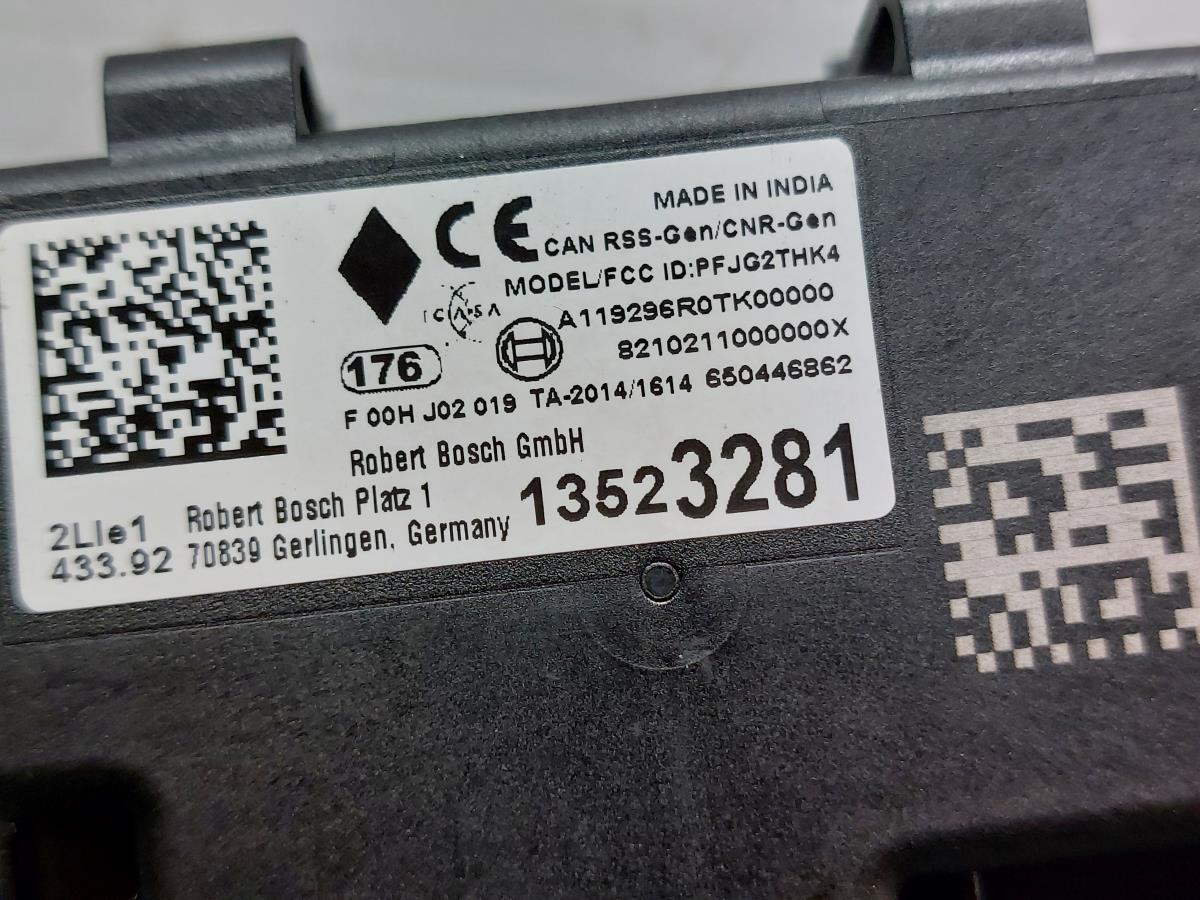 MADE IN INDIA
CE CAN RSS-Gen/CNR-Gen
MODEL/FCC ID:PFJG2THK4
ICASA A119296R0TK00000
176 8210211000000X
F 00H J02 019 TA-2014/1614 650446862
Robert Bosch GmbH
2LIe1 Robert Bosch Platz 1 13523281
433.92 70839 Gerlingen, Germany